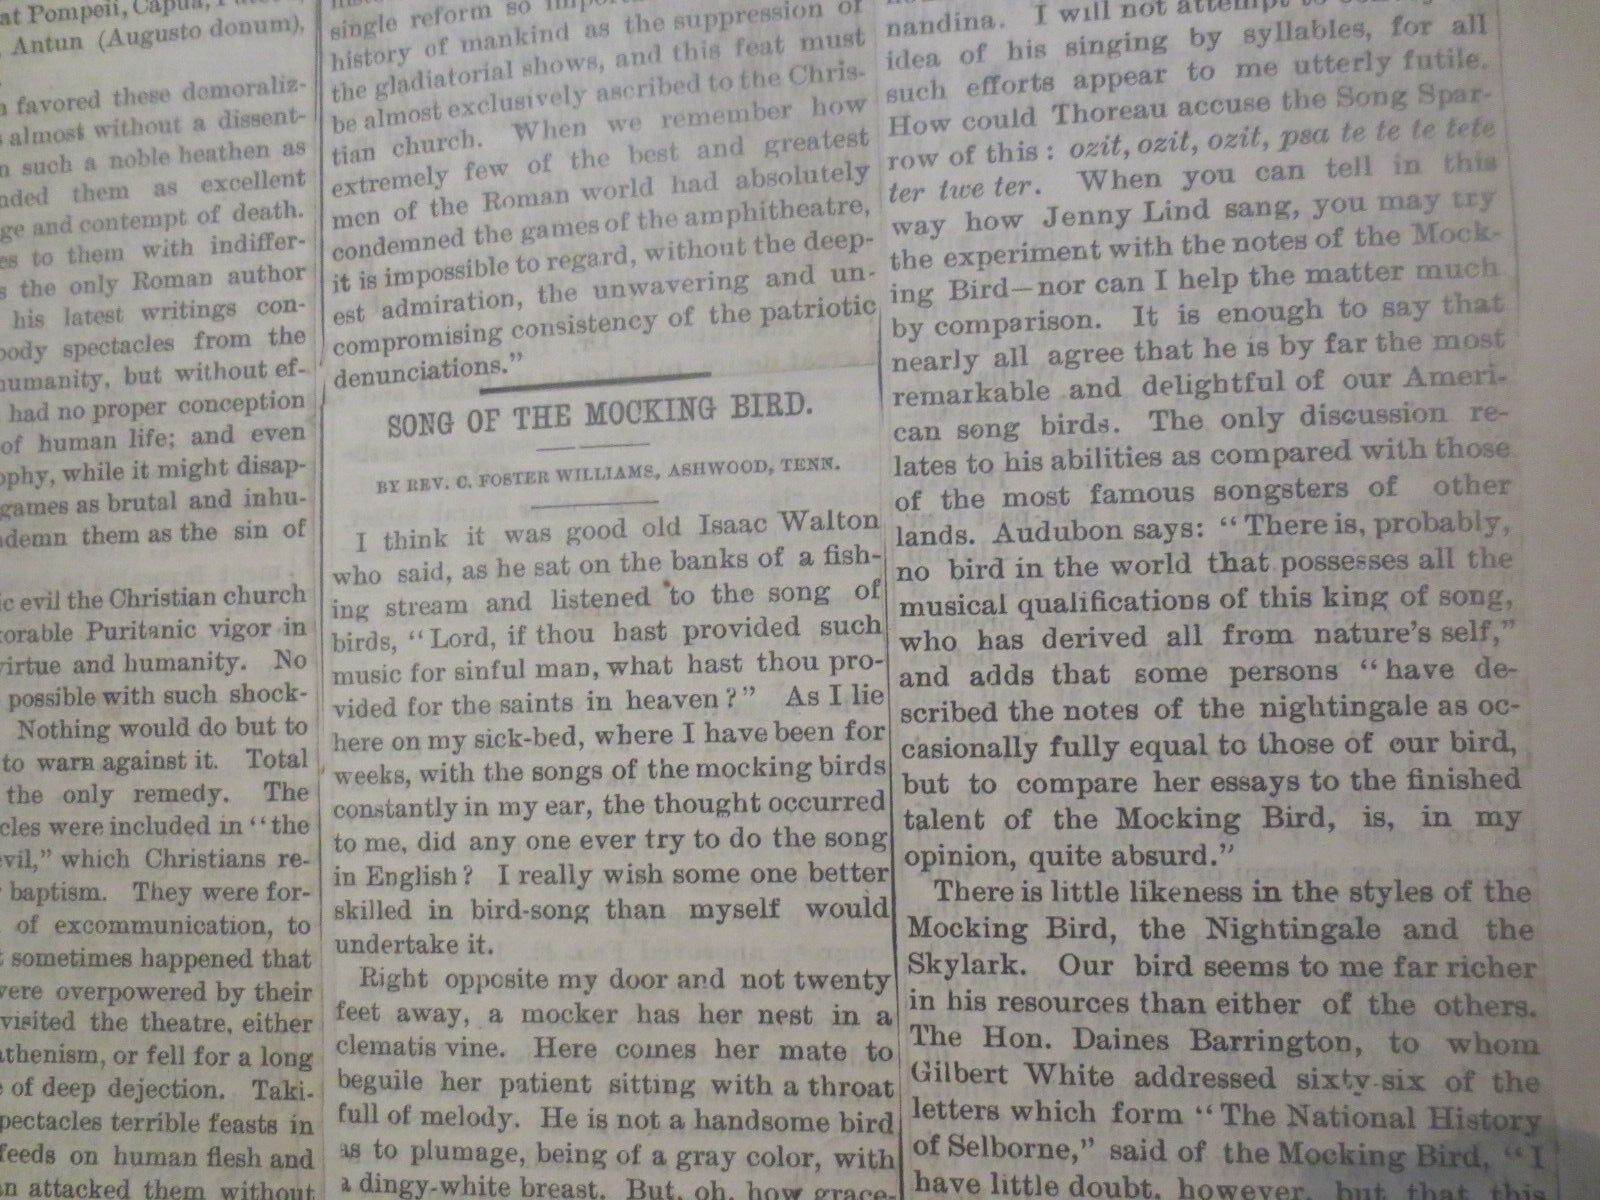 at Pompeii, Capua,
Antun (Augusto donum),
favored these demoraliz-
almost without a dissent-
such a noble heathen as
them as excellent
and contempt of death.
to them with indiffer-
the only Roman author
his latest writings con-
spectacles from the
humanity, but without ef-
had no proper conception
of human life; and even
while it might disap-
games as brutal and inhu-
them as the sin of
evil the Christian church
Puritanic vigor in
virtue and humanity. No
possible with such shock-
Nothing would do but to
to warn against it. Total
the only remedy. The
were included in "the
which Christians re-
baptism. They were for-
of excommunication, to
sometimes happened that
were overpowered by their
visited the theatre, either
or fell for a long
of deep dejection. Taki-
terrible feasts in
feeds on human flesh and
attacked them without
single reform so
history of mankind as the suppression of
the gladiatorial shows, and this feat must
be almost exclusively ascribed to the Chris-
tian church. When we remember how
extremely few of the best and greatest
men of the Roman world had absolutely
condemned the games of the amphitheatre,
it is impossible to regard, without the deep-
est admiration, the unwavering and un-
compromising consistency of the patriotic
denunciations."
SONG OF THE MOCKING BIRD.
BY REV. C. FOSTER WILLIAMS, ASHWOOD, TENN.
I think it was good old Isaac Walton
who said, as he sat on the banks of a fish-
ing stream and listened to the song of
birds, "Lord, if thou hast provided such
music for sinful man, what hast thou pro-
vided for the saints in heaven?" As I lie
here on my sick-bed, where I have been for
weeks, with the songs of the mocking birds
constantly in my ear, the thought occurred
to me, did any one ever try to do the song
in English? I really wish some one better
skilled in bird-song than myself would
undertake it.
Right opposite my door and not twenty
feet away, a mocker has her nest in a
clematis vine. Here comes her mate to
beguile her patient sitting with a throat
full of melody. He is not a handsome bird
as to plumage, being of a gray color, with
a dingy-white breast. But, oh, how grace-
nandina. I will not attempt to
idea of his singing by syllables, for all
such efforts appear to me utterly futile.
How could Thoreau accuse the Song Spar-
row of this: ozit, ozit, ozit, psa te te te tete
ter twe ter. When you can tell in this
way how Jenny Lind sang, you may try
the experiment with the notes of the Mock-
ing Bird—nor can I help the matter much
by comparison. It is enough to say that
nearly all agree that he is by far the most
remarkable and delightful of our Ameri-
can song birds. The only discussion re-
lates to his abilities as compared with those
of the most famous songsters of other
lands. Audubon says: "There is, probably,
no bird in the world that possesses all the
musical qualifications of this king of song,
who has derived all from nature's self,"
and adds that some persons "have de-
scribed the notes of the nightingale as oc-
casionally fully equal to those of our bird,
but to compare her essays to the finished
talent of the Mocking Bird, is, in my
opinion, quite absurd."
There is little likeness in the styles of the
Mocking Bird, the Nightingale and the
Skylark. Our bird seems to me far richer
in his resources than either of the others.
The Hon. Daines Barrington, to whom
Gilbert White addressed sixty-six of the
letters which form "The National History
of Selborne," said of the Mocking Bird, "I
have little doubt, however, but that this